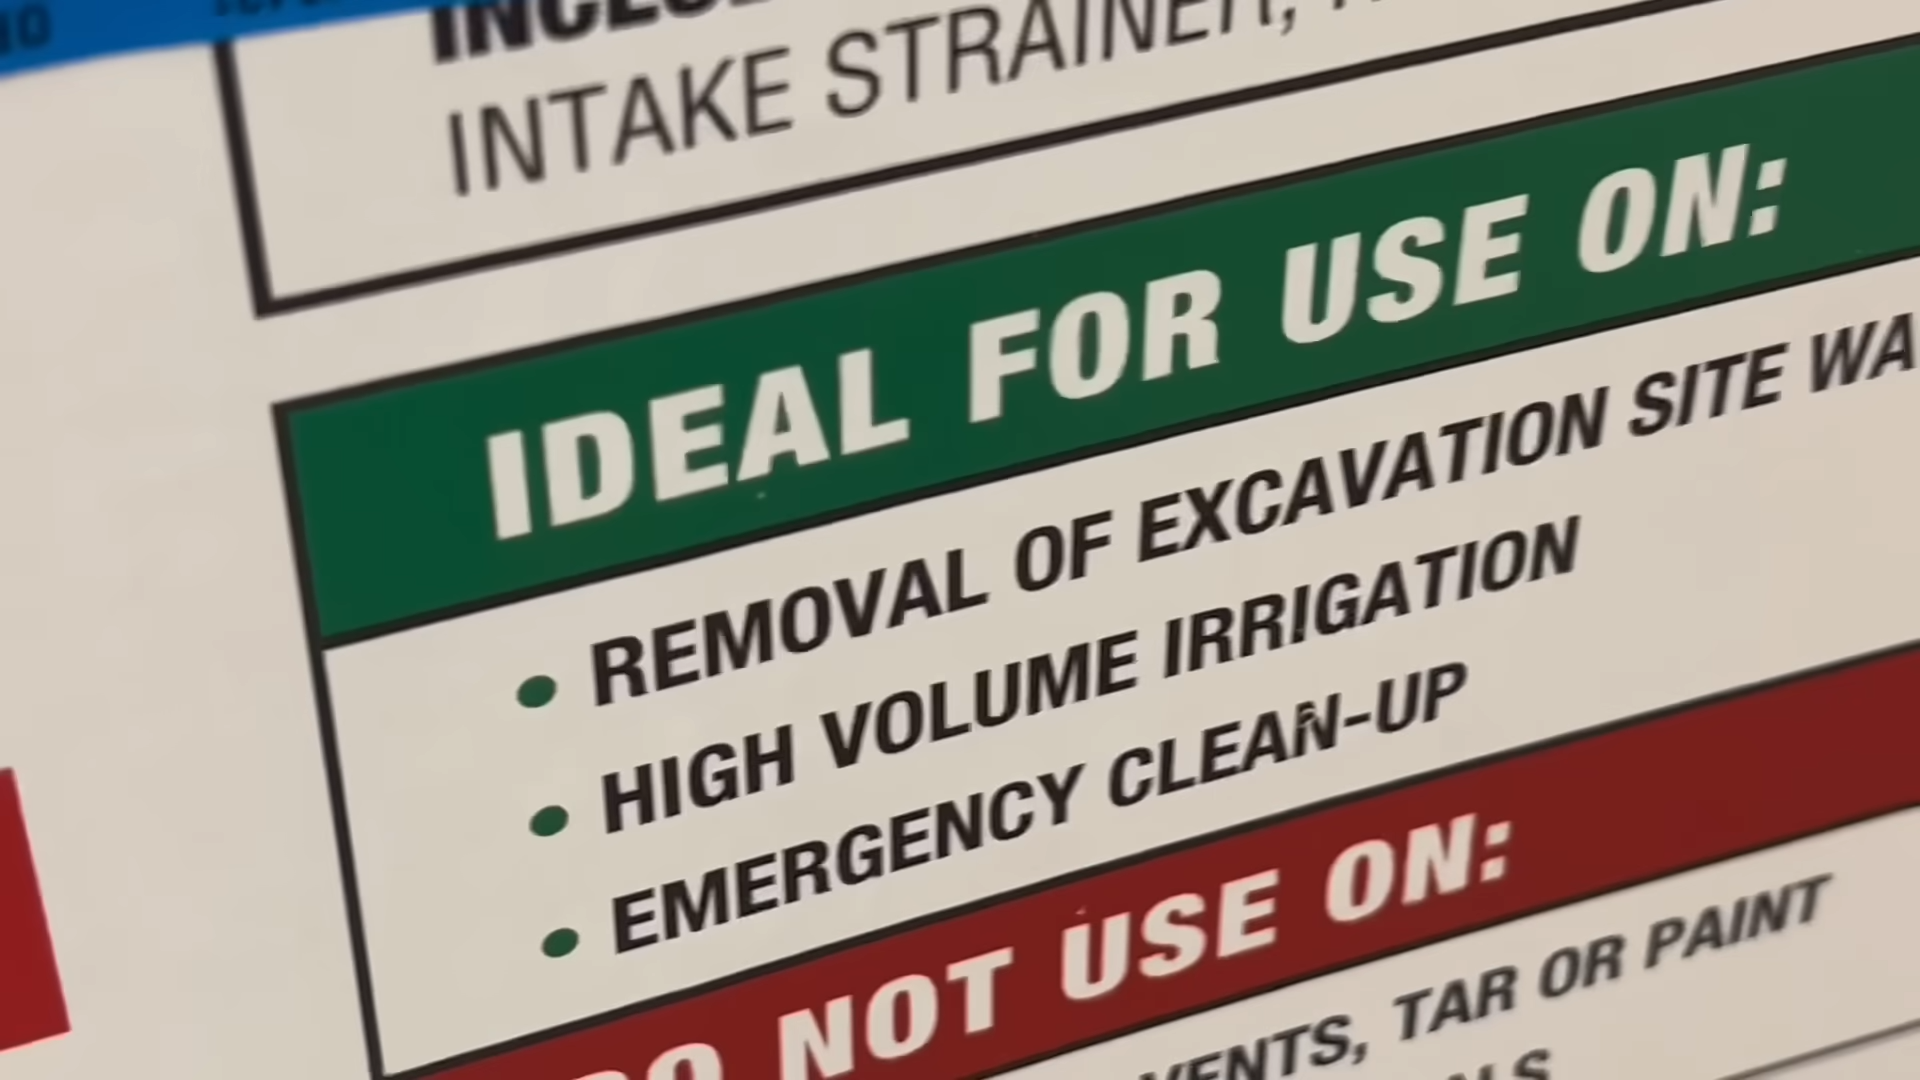 INTAKE STRAINER,
IDEAL FOR USE ON:
• REMOVAL OF EXCAVATION SITE
• HIGH VOLUME IRRIGATION
• EMERGENCY CLEAN-UP
NOT USE ON:
TAR OR PAINT